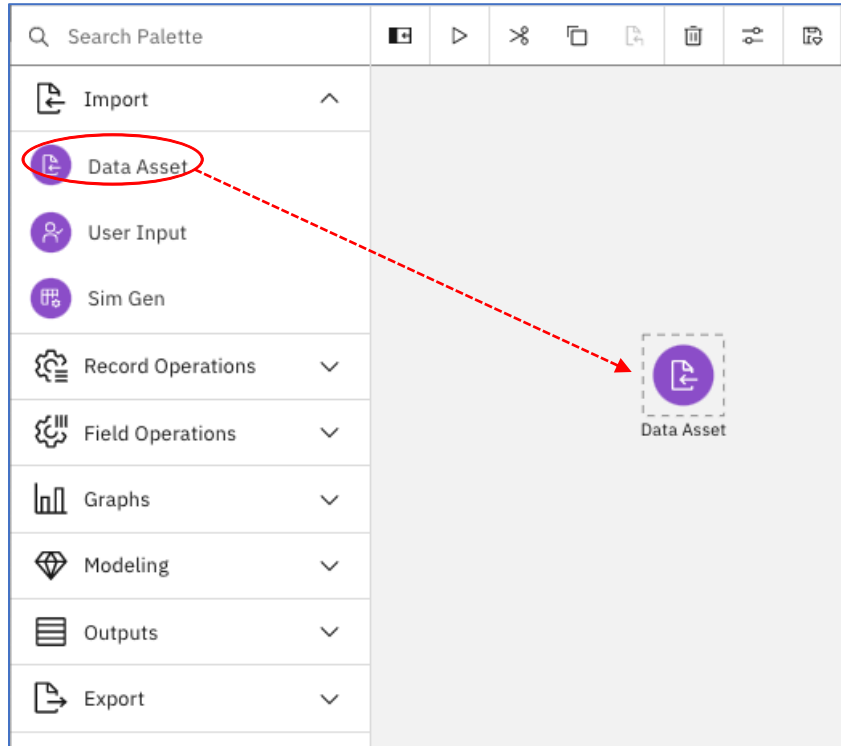 Search Palette
Import
Data Asset
User Input
Sim Gen
Record Operations
Field Operations
Graphs
Modeling
Outputs
Export
Data Asset